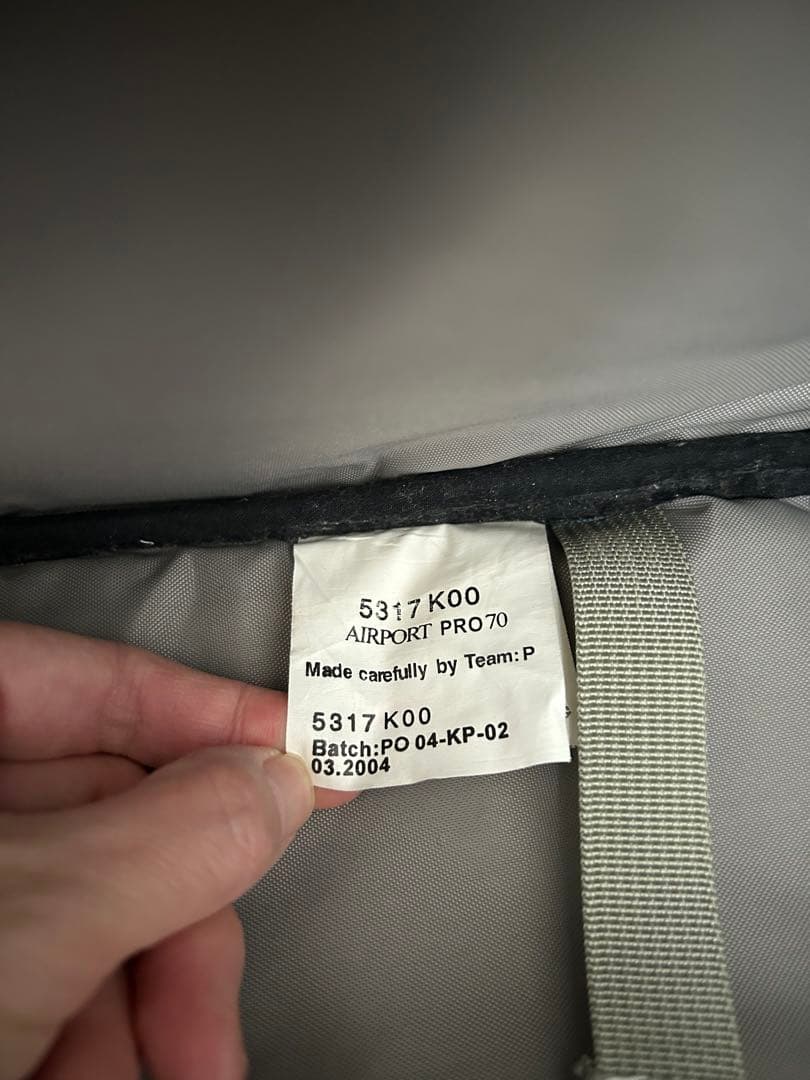 5317 K00
AIRPORT PRO 70
Made carefully by Team: P
5317 K00
Batch:PO 04-KP-02
03.2004